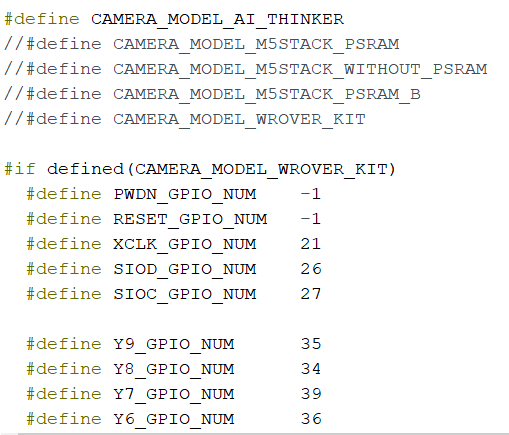 #define CAMERA_MODEL_AI_THINKER
//#define CAMERA_MODEL_M5STACK_PSRAM
//#define CAMERA_MODEL_M5STACK_WITHOUT_PSRAM
//#define CAMERA_MODEL_M5STACK_PSRAM_B
//#define CAMERA_MODEL_WROVER_KIT

#if defined(CAMERA_MODEL_WROVER_KIT)
  #define PWDN_GPIO_NUM    -1
  #define RESET_GPIO_NUM   -1
  #define XCLK_GPIO_NUM    21
  #define SIOD_GPIO_NUM    26
  #define SIOC_GPIO_NUM    27

  #define Y9_GPIO_NUM      35
  #define Y8_GPIO_NUM      34
  #define Y7_GPIO_NUM      39
  #define Y6_GPIO_NUM      36